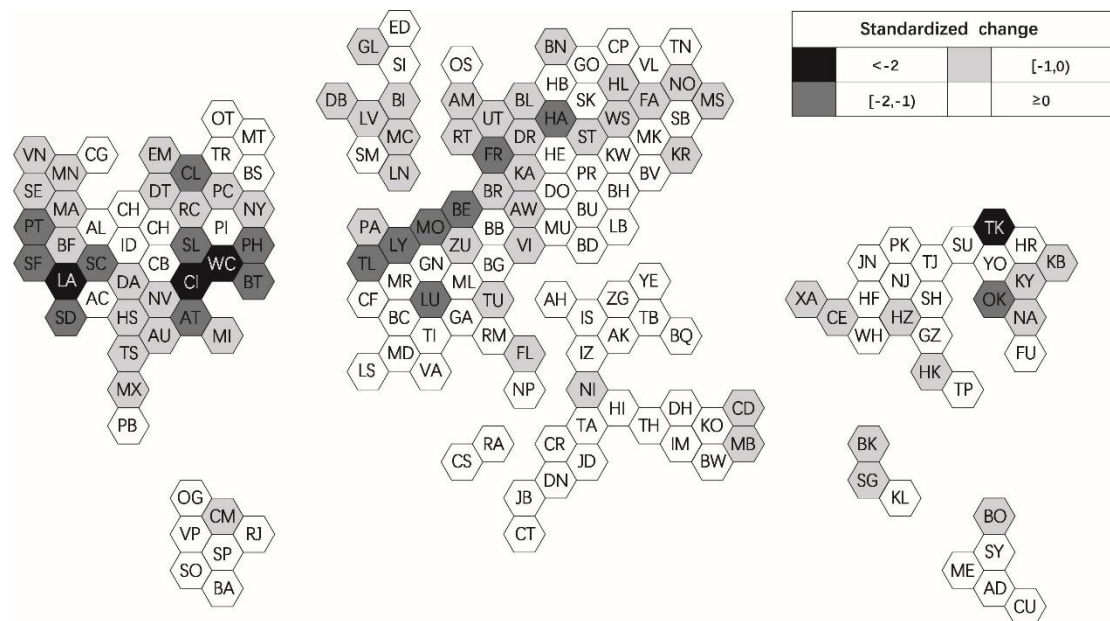 Standardized change
<-2 [-1,0)
[-2,-1) ≥0
ED
GL
SI
DB BI
LV
MC
SM
LN
OS
AM
RT
UT
BL
DR
FR
KA
BR
BE
AW
BB
VI
BG
BN
HB
HA
HE
GO
SK
ST
CP
HL
WS
KW
PR
DO
BU
MU
BD
VL
FA
MK
BH
LB
BV
TN
NO
SB
KR
MS
PA
TL
LY
MO
ZU
MR
GN
ML
CF
LU
TU
BC
GA
TI
RM
MD
LS
VA
FL
NP
OT
MT
TR
BS
VN
CG
MN
SE
MA
PT
BF
SF
LA
SD
AL
SC
AC
CH
ID
DA
HS
TS
MX
PB
EM
DT
CH
CB
NV
AU
CL
RC
SL
CI
AT
PC
PI
WC
MI
NY
PH
BT
AH
IS
IZ
NI
ZG
AK
YE
TB
BQ
HI
TA
TH
DH
IM
KO
BW
CD
MB
CR
JD
DN
JB
CT
RA
CS
OG
CM
VP
RJ
SP
SO
BA
TK
SU
HR
YO
KB
KY
OK
NA
FU
PK
JN
TJ
NJ
HF
SH
XA
CE
HZ
WH
GZ
HK
TP
BK
SG
KL
BO
SY
ME
AD
CU